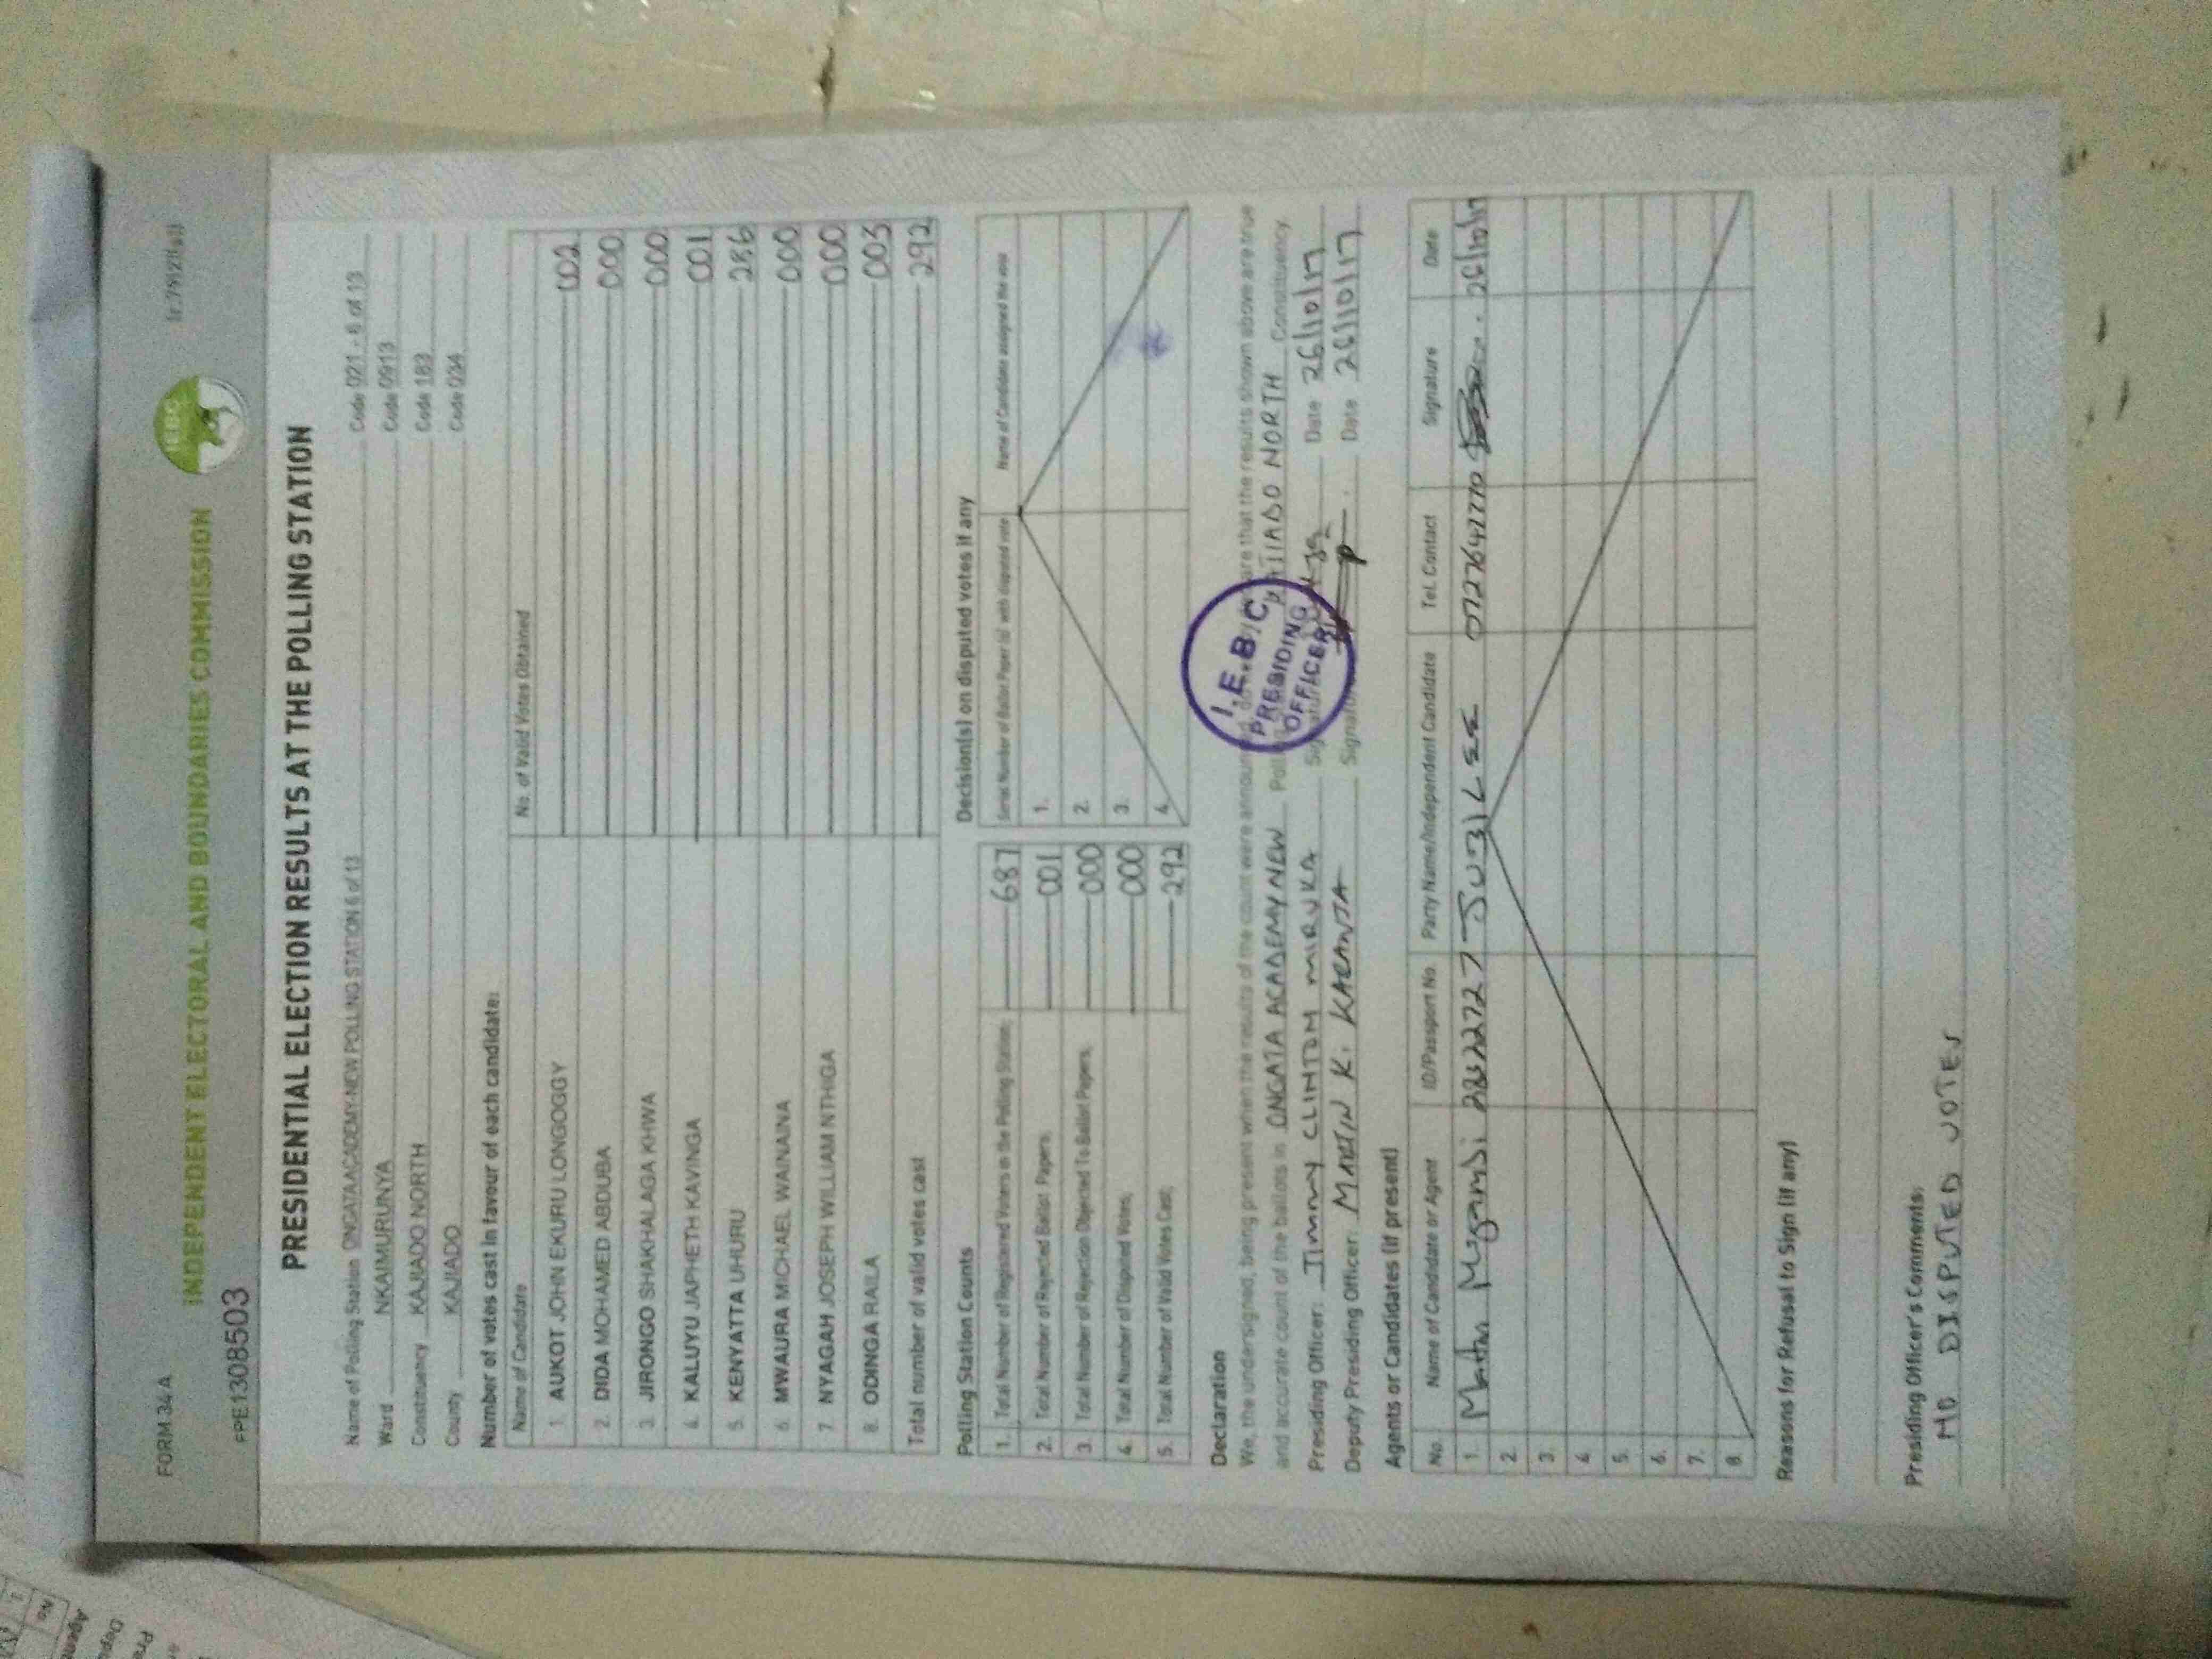 FORM 34 A
INDEPENDENT ELECTORAL AND BOUNDARIES COMMISSION
IEBC
FPE1308503
PRESIDENTIAL ELECTION RESULTS AT THE POLLING STATION
Name of Polling Station ONGATA ACADEMY-NEW POLLING STATION 6 of 13 Code 021 - 6 of 13
Ward NKAIMURUNYA Code 0913
Constituency KAJIADO NORTH Code 183
County KAJIADO Code 034
Number of votes cast in favour of each candidate:
Name of Candidate No. of Valid Votes Obtained
1. AUKOT JOHN EKURU LONGOGGY 002
2. DIDA MOHAMED ABDUBA 000
3. JIRONGO SHAKHALAGA KHWA 000
4. KALUYU JAPHETH KAVINGA 001
5. KENYATTA UHURU 286
6. MWAURA MICHAEL WAINAINA 000
7. NYAGAH JOSEPH WILLIAM NTHIGA 000
8. ODINGA RAILA 003
Total number of valid votes cast 292
Polling Station Counts
1. Total Number of Registered Voters in the Polling Station; 687
2. Total Number of Rejected Ballot Papers; 001
3. Total Number of Rejection Objected To Ballot Papers; 000
4. Total Number of Disputed Votes; 000
5. Total Number of Valid Votes Cast; 292
Decision(s) on disputed votes if any
Serial Number of Ballot Paper (s) with disputed vote Name of Candidate assigned the vote
1.
2.
3.
4.
Declaration
We, the undersigned, being present when the results of the count were announced, do that the results shown above are true
and accurate count of the ballots in ONGATA ACADEMY NEW KAJIADO NORTH Constituency.
Presiding Officer: JIMMY CLINTON MIRUKA Signature Date 26/10/17
Deputy Presiding Officer: MARTIN K. KARANJA Signature Date 26/10/17
I.E.B.C
PRESIDING
OFFICER
Agents or Candidates (if present)
No. Name of Candidate or Agent ID/Passport No. Party Name/Independent Candidate Tel. Contact Signature Date
1. JUBILEE 26/10/17
2.
3.
4.
5.
6.
7.
8.
Reasons for Refusal to Sign (if any)
Presiding Officer's Comments:
NO DISPUTED VOTES